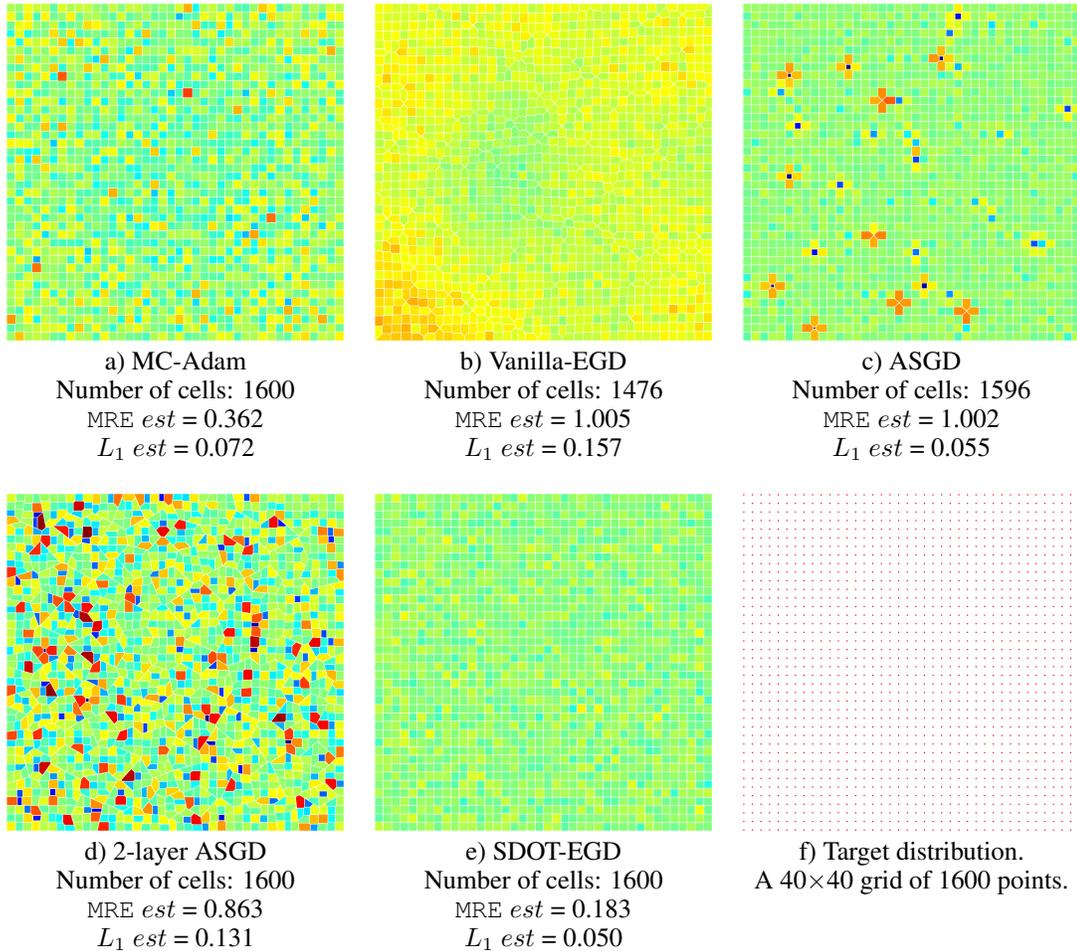 a) MC-Adam
Number of cells: 1600
MRE est = 0.362
L1 est = 0.072
b) Vanilla-EGD
Number of cells: 1476
MRE est = 1.005
L1 est = 0.157
c) ASGD
Number of cells: 1596
MRE est = 1.002
L1 est = 0.055
d) 2-layer ASGD
Number of cells: 1600
MRE est = 0.863
L1 est = 0.131
e) SDOT-EGD
Number of cells: 1600
MRE est = 0.183
L1 est = 0.050
f) Target distribution.
A 40×40 grid of 1600 points.